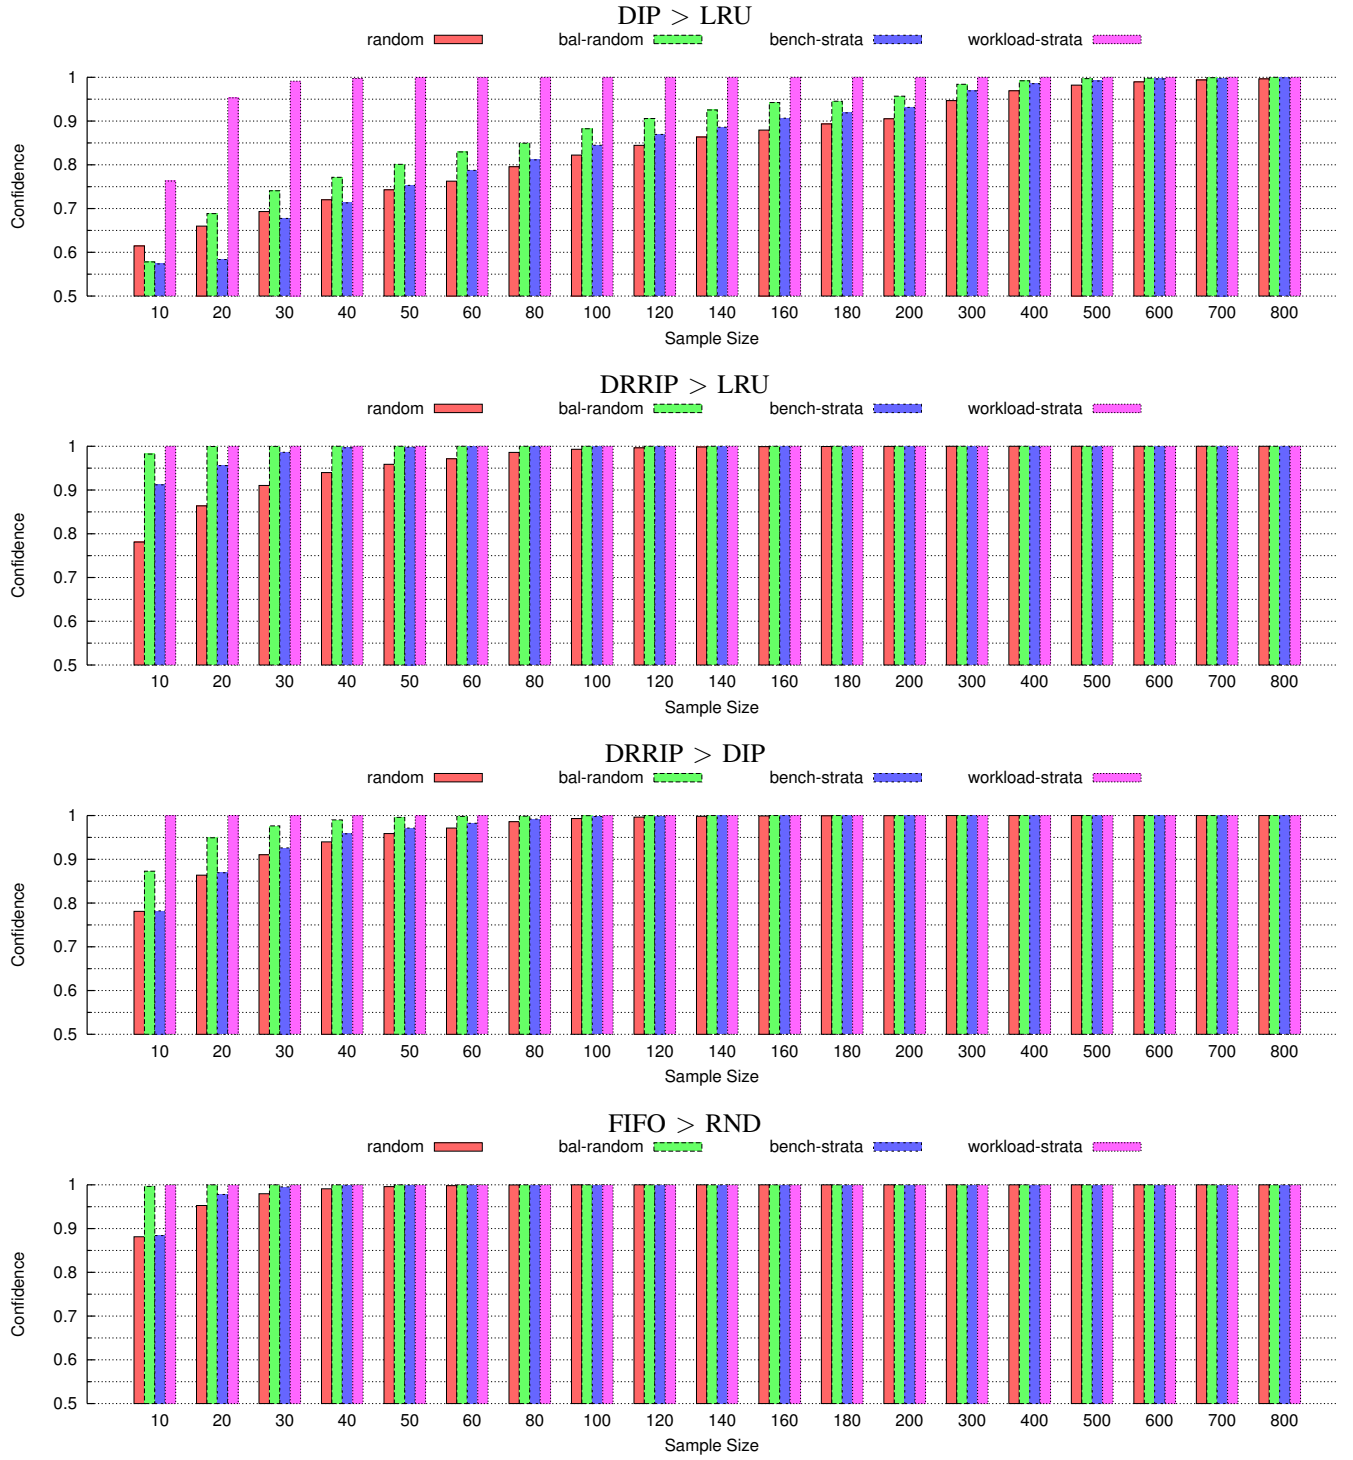 DIP > LRU
random bal-random bench-strata workload-strata
1
0.9
0.8
0.7
0.6
0.5
Confidence
10 20 30 40 50 60 80 100 120 140 160 180 200 300 400 500 600 700 800
Sample Size
DRRIP > LRU
random bal-random bench-strata workload-strata
1
0.9
0.8
0.7
0.6
0.5
Confidence
10 20 30 40 50 60 80 100 120 140 160 180 200 300 400 500 600 700 800
Sample Size
DRRIP > DIP
random bal-random bench-strata workload-strata
1
0.9
0.8
0.7
0.6
0.5
Confidence
10 20 30 40 50 60 80 100 120 140 160 180 200 300 400 500 600 700 800
Sample Size
FIFO > RND
random bal-random bench-strata workload-strata
1
0.9
0.8
0.7
0.6
0.5
Confidence
10 20 30 40 50 60 80 100 120 140 160 180 200 300 400 500 600 700 800
Sample Size